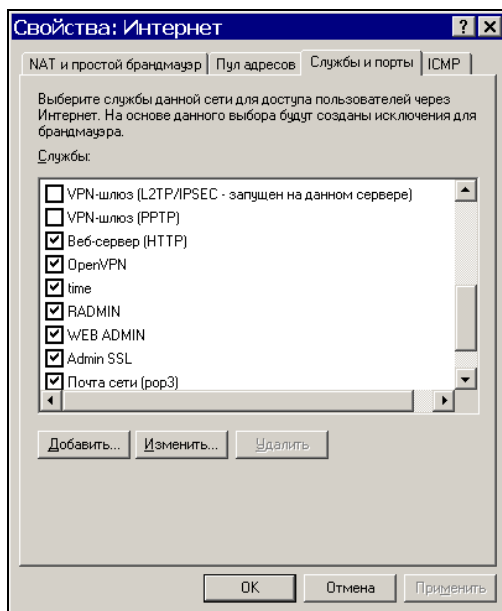 Свойства: Интернет
NAT и простой брандмауэр
Пул адресов
Службы и порты
ICMP
Выберите службы данной сети для доступа пользователей через
Интернет. На основе данного выбора будут созданы исключения для
брандмауэра.
Службы:
VPN-шлюз (L2TP/IPSEC - запущен на данном сервере)
VPN-шлюз (PPTP)
Веб-сервер (HTTP)
OpenVPN
time
RADMIN
WEB ADMIN
Admin SSL
Почта сети (pop3)
Добавить...
Изменить...
Удалить
OK
Отмена
Применить